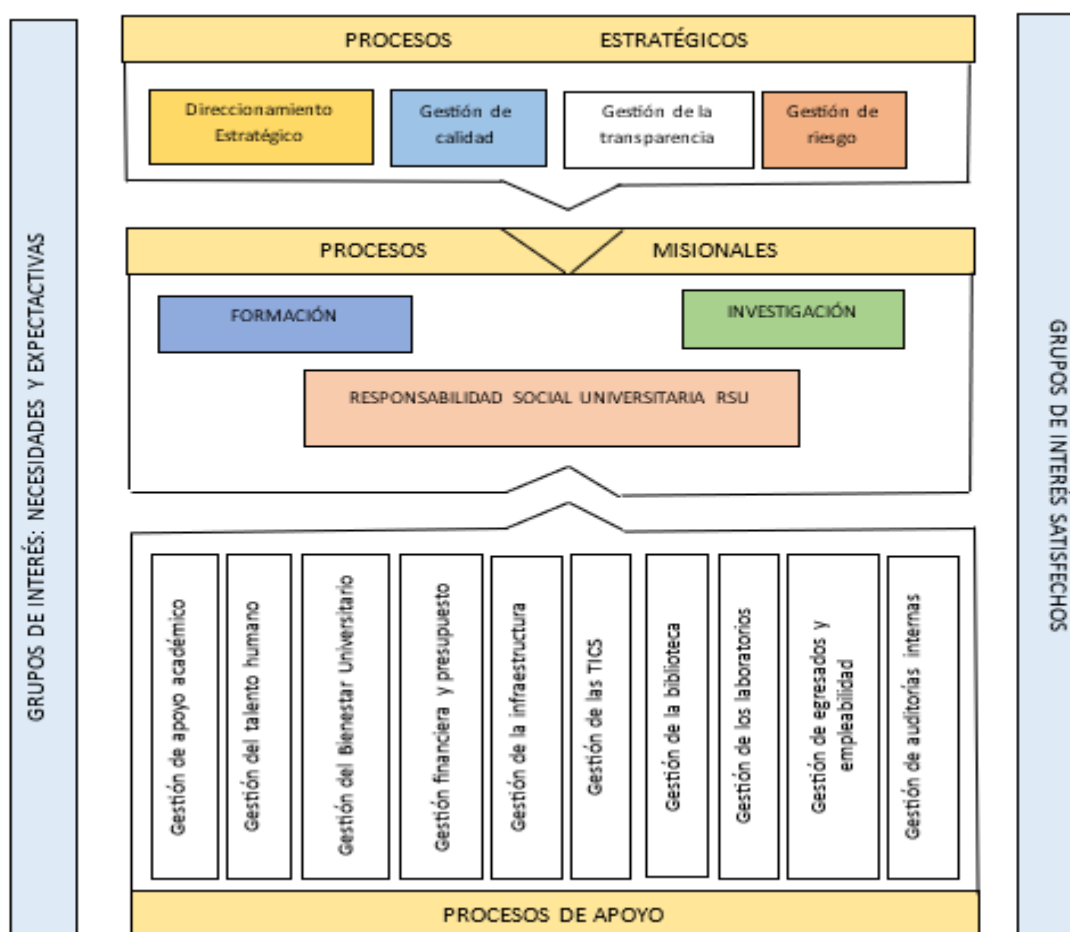 GRUPOS DE INTERÉS: NECESIDADES Y EXPECTACTIVAS
PROCESOS ESTRATÉGICOS
Direccionamiento
Estratégico
Gestión de
calidad
Gestión de la
transparencia
Gestión de
riesgo
PROCESOS MISIONALES
FORMACIÓN
INVESTIGACIÓN
RESPONSABILIDAD SOCIAL UNIVERSITARIA RSU
Gestión de apoyo académico
Gestión del talento humano
Gestión del Bienestar Universitario
Gestión financiera y presupuesto
Gestión de la infraestructura
Gestión de las TICS
Gestión de la biblioteca
Gestión de los laboratorios
Gestión de egresados y
empleabilidad
Gestión de auditorías internas
PROCESOS DE APOYO
GRUPOS DE INTERÉS SATISFECHOS